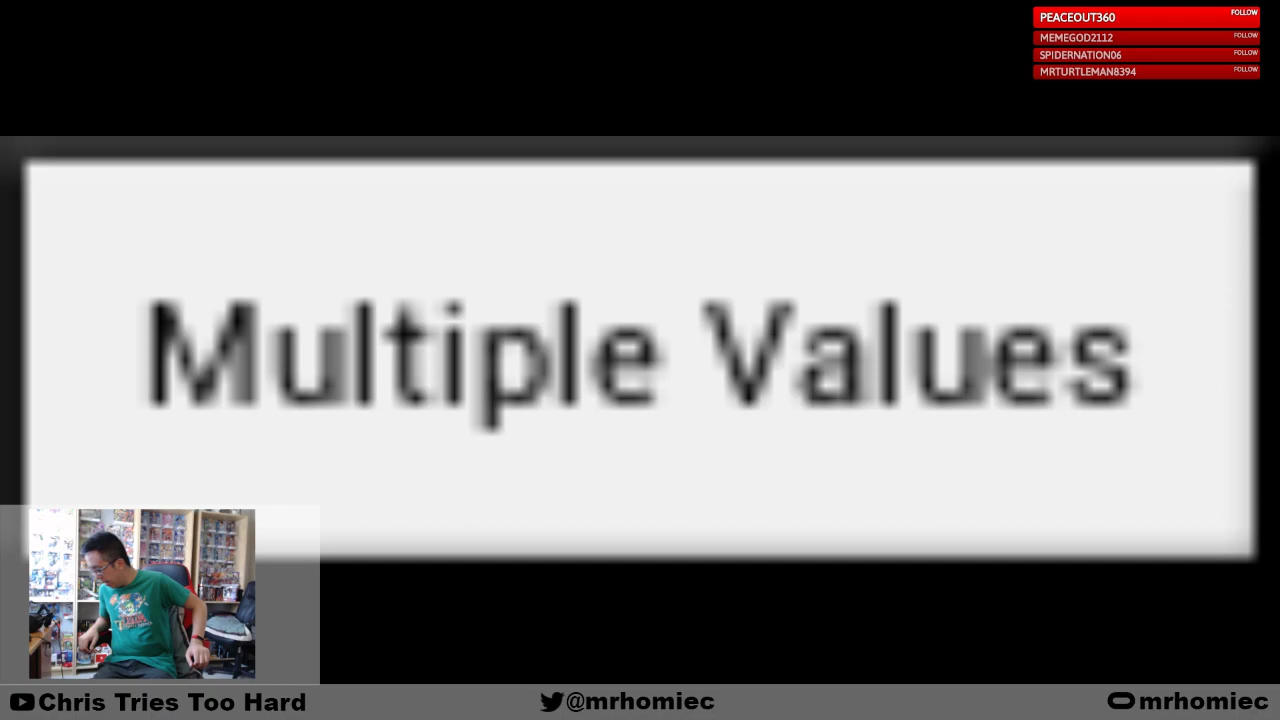 PEACEOUT360 FOLLOW
MEMEGOD2112 FOLLOW
SPIDERNATION06 FOLLOW
MRTURTLEMAN8394 FOLLOW
Multiple Values
Chris Tries Too Hard
@mrhomiec
mrhomiec